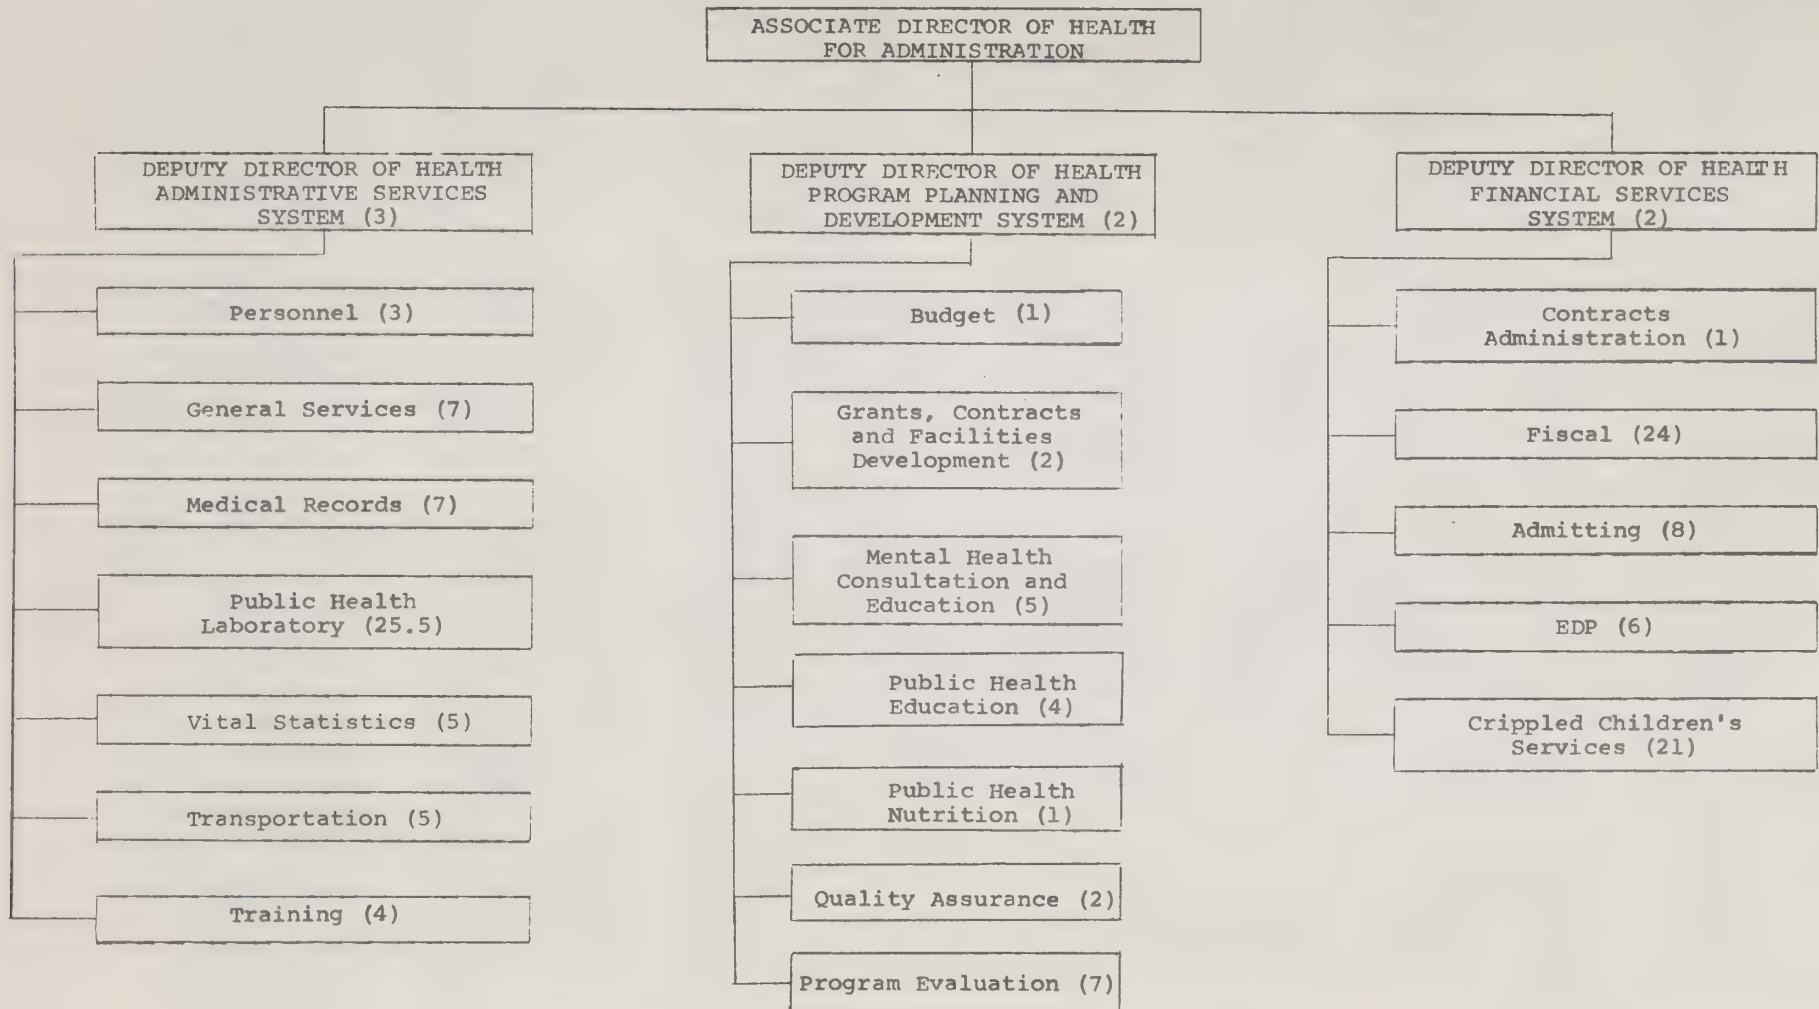 ASSOCIATE DIRECTOR OF HEALTH
FOR ADMINISTRATION
DEPUTY DIRECTOR OF HEALTH
ADMINISTRATIVE SERVICES
SYSTEM (3)
Personnel (3)
General Services (7)
Medical Records (7)
Public Health
Laboratory (25.5)
Vital Statistics (5)
Transportation (5)
Training (4)
DEPUTY DIRECTOR OF HEALTH
PROGRAM PLANNING AND
DEVELOPMENT SYSTEM (2)
Budget (1)
Grants, Contracts
and Facilities
Development (2)
Mental Health
Consultation and
Education (5)
Public Health
Education (4)
Public Health
Nutrition (1)
Quality Assurance (2)
Program Evaluation (7)
DEPUTY DIRECTOR OF HEALTH
FINANCIAL SERVICES
SYSTEM (2)
Contracts
Administration (1)
Fiscal (24)
Admitting (8)
EDP (6)
Crippled Children's
Services (21)